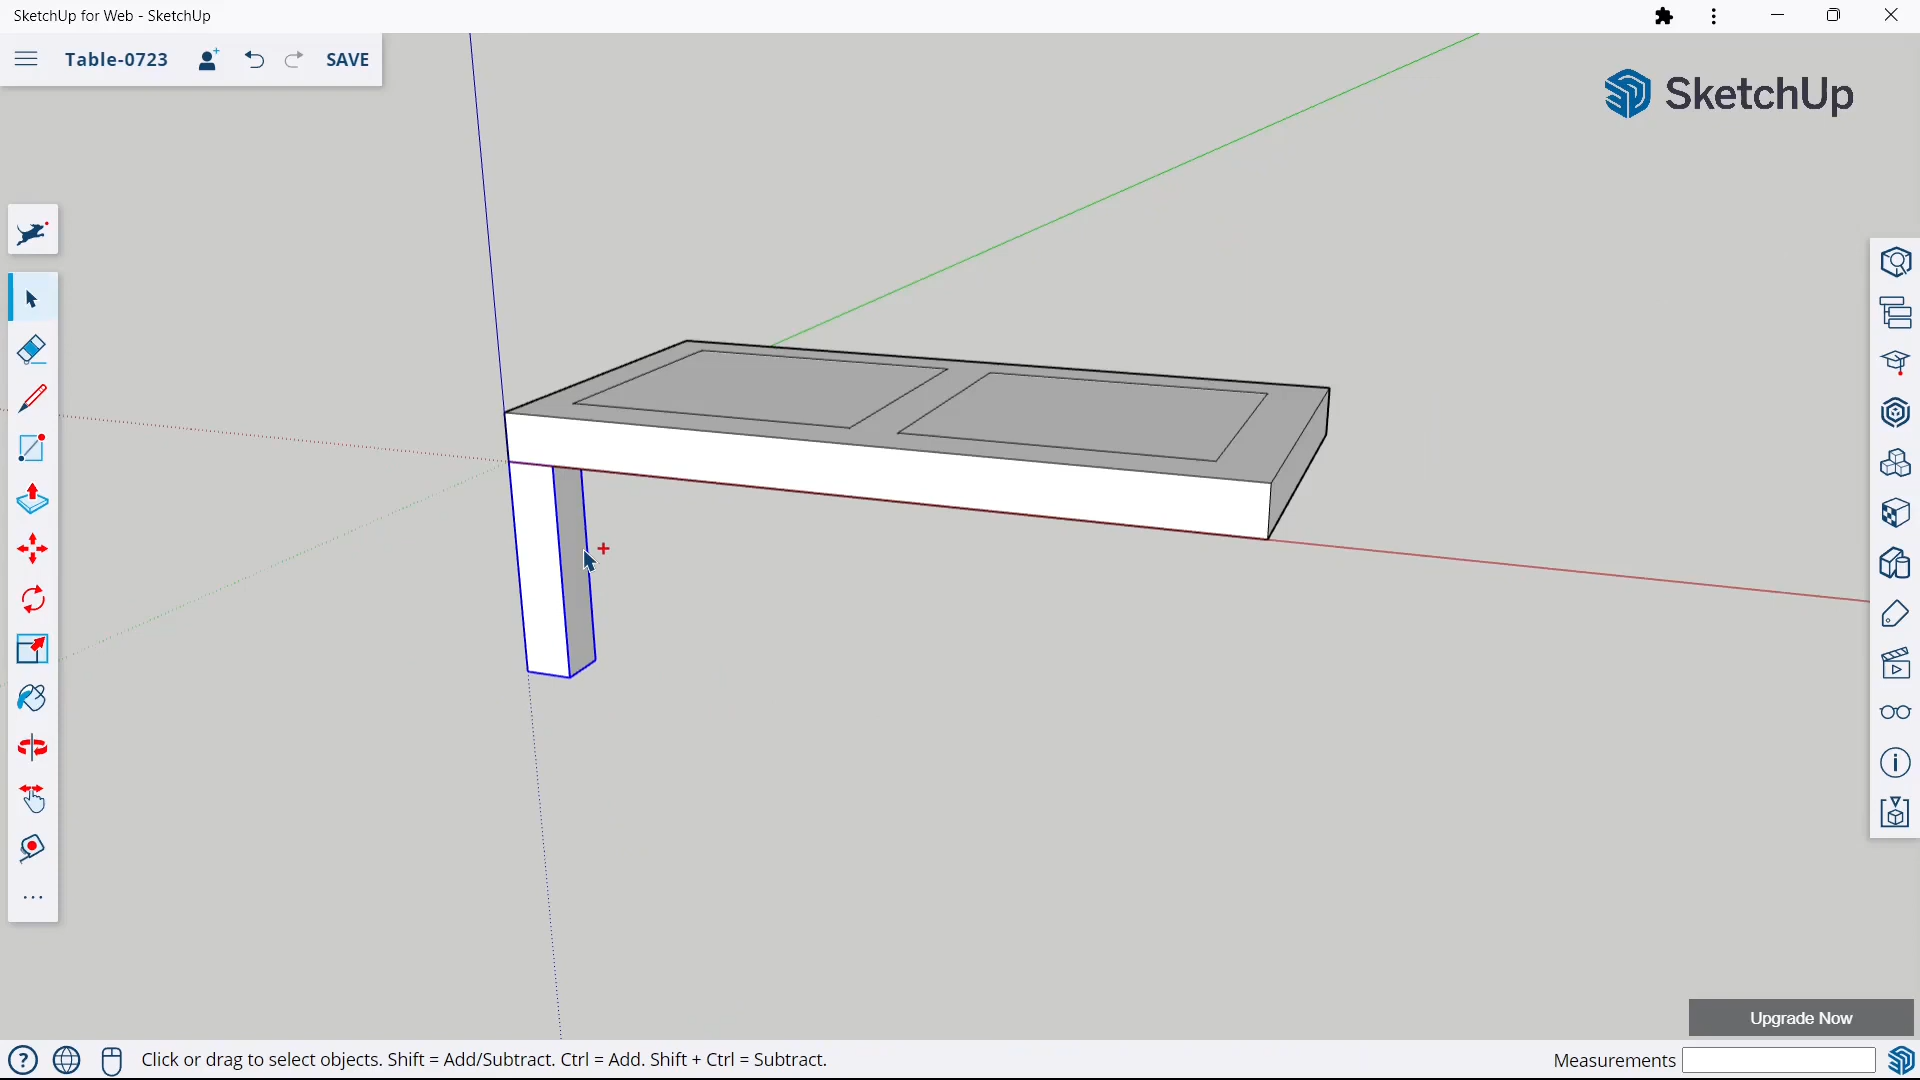 SketchUp for Web - SketchUp
Table-0723
SAVE
SketchUp
Upgrade Now
Click or drag to select objects. Shift = Add/Subtract. Ctrl = Add. Shift + Ctrl = Subtract.
Measurements